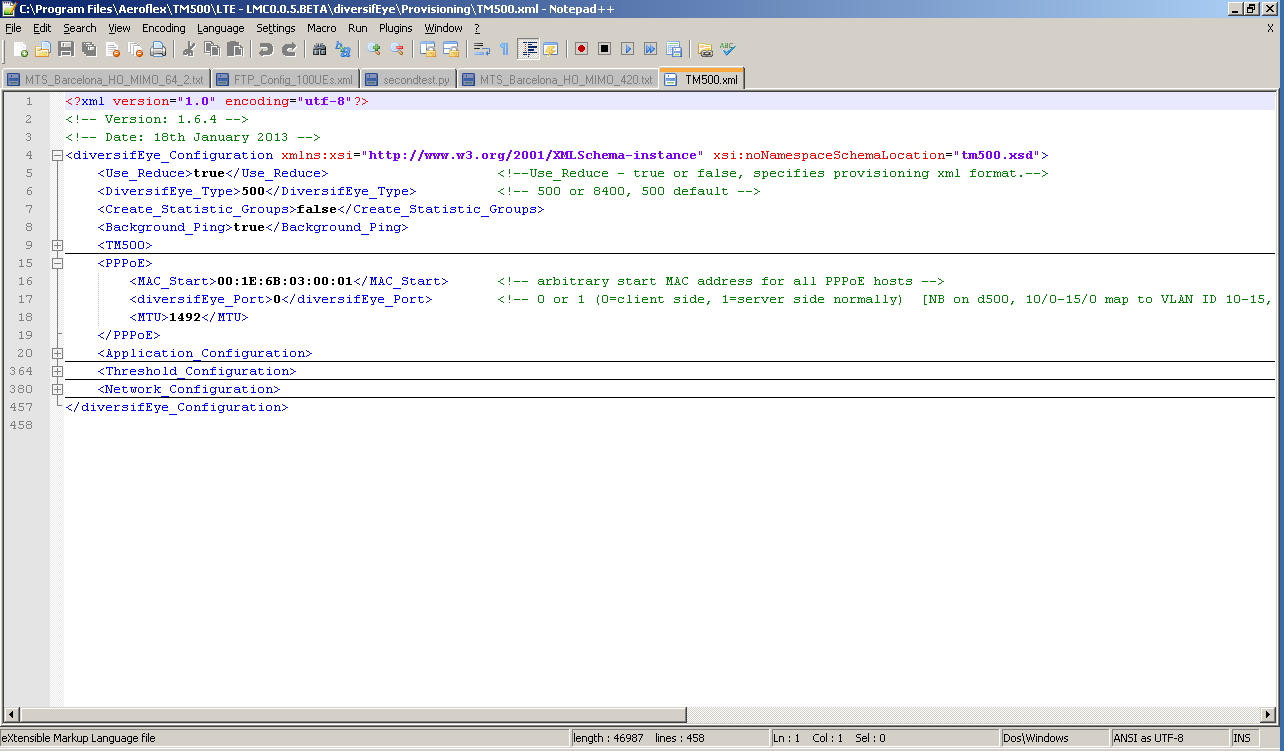 C:\Program Files\Aeroflex\TM500\LTE - LMC0.0.5.BETA\diversifEye\Provisioning\TM500.xml - Notepad++
File Edit Search View Encoding Language Settings Macro Run Plugins Window ? X
MTS_Barcelona_HO_MIMO_64_2.txt FTP_Config_100UEs.xml secondtest.py MTS_Barcelona_HO_MIMO_420.txt TM500.xml
1 <?xml version="1.0" encoding="utf-8"?>
2 <!-- Version: 1.6.4 -->
3 <!-- Date: 18th January 2013 -->
4 <diversifEye_Configuration xmlns:xsi="http://www.w3.org/2001/XMLSchema-instance" xsi:noNamespaceSchemaLocation="tm500.xsd">
5 <Use_Reduce>true</Use_Reduce> <!--Use_Reduce - true or false, specifies provisioning xml format.-->
6 <DiversifEye_Type>500</DiversifEye_Type> <!-- 500 or 8400, 500 default -->
7 <Create_Statistic_Groups>false</Create_Statistic_Groups>
8 <Background_Ping>true</Background_Ping>
9 <TM500>
15 <PPPoE>
16 <MAC_Start>00:1E:6B:03:00:01</MAC_Start> <!-- arbitrary start MAC address for all PPPoE hosts -->
17 <diversifEye_Port>0</diversifEye_Port> <!-- 0 or 1 (0=client side, 1=server side normally) [NB on d500, 10/0-15/0 map to VLAN ID 10-15,
18 <MTU>1492</MTU>
19 </PPPoE>
20 <Application_Configuration>
364 <Threshold_Configuration>
380 <Network_Configuration>
457 </diversifEye_Configuration>
458
eXtensible Markup Language file length : 46987 lines : 458 Ln : 1 Col : 1 Sel : 0 Dos\Windows ANSI as UTF-8 INS